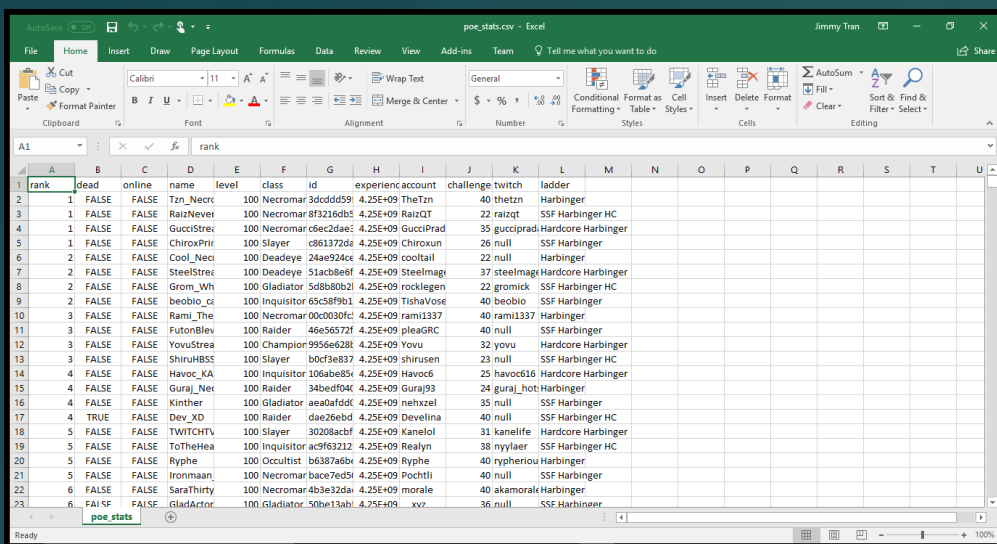 AutoSave Off poe_stats.csv - Excel Jimmy Tran
File Home Insert Draw Page Layout Formulas Data Review View Add-ins Team Tell me what you want to do Share
Paste Cut Copy Format Painter Clipboard
Calibri 11 B I U Font
Wrap Text Merge & Center Alignment
General $ % , Number
Conditional Formatting Format as Table Cell Styles Styles
Insert Delete Format Cells
AutoSum Fill Clear Sort & Filter Find & Select Editing
A1 fx rank
A B C D E F G H I J K L M N O P Q R S T U
1 rank dead online name level class id experienc account challenge twitch ladder
2 1 FALSE FALSE Tzn_Necro 100 Necromar 3dcddd59 4.25E+09 TheTzn 40 thetzn Harbinger
3 1 FALSE FALSE RaizNever 100 Necromar 8f3216db5 4.25E+09 RaizQT 22 raizqt SSF Harbinger HC
4 1 FALSE FALSE GucciStrea 100 Necromar c6ec2dae 4.25E+09 GucciPrad 35 gucciprad Hardcore Harbinger
5 1 FALSE FALSE ChiroxPrir 100 Slayer c861372da 4.25E+09 Chiroxun 26 null SSF Harbinger
6 2 FALSE FALSE Cool_Neci 100 Deadeye 24ae924ce 4.25E+09 cooltail 22 null Harbinger
7 2 FALSE FALSE SteelStrea 100 Deadeye 51acb8e6f 4.25E+09 Steelmage 37 steelmage Hardcore Harbinger
8 2 FALSE FALSE Grom_Wh 100 Gladiator 5d8b80b2 4.25E+09 rocklegen 22 gromick SSF Harbinger HC
9 2 FALSE FALSE beobio_ca 100 Inquisitor 65c58f9b1 4.25E+09 TishaVose 40 beobio SSF Harbinger
10 3 FALSE FALSE Rami_The 100 Necromar 00c0030fc 4.25E+09 rami1337 40 rami1337 Harbinger
11 3 FALSE FALSE FutonBlev 100 Raider 46e56572f 4.25E+09 pleaGRC 40 null SSF Harbinger
12 3 FALSE FALSE YovuStrea 100 Champion 9956e628b 4.25E+09 Yovu 32 yovu Hardcore Harbinger
13 3 FALSE FALSE ShiruHBSS 100 Slayer b0cf3e837 4.25E+09 shirusen 23 null SSF Harbinger HC
14 4 FALSE FALSE Havoc_KA 100 Inquisitor 106abe85 4.25E+09 Havoc6 25 havoc616 Hardcore Harbinger
15 4 FALSE FALSE Guraj_Nec 100 Raider 34bedf040 4.25E+09 Guraj93 24 guraj_hot Harbinger
16 4 FALSE FALSE Kinther 100 Gladiator aea0afdd0 4.25E+09 nehxzel 35 null SSF Harbinger
17 4 TRUE FALSE Dev_XD 100 Raider dae26ebd 4.25E+09 Develina 40 null SSF Harbinger HC
18 5 FALSE FALSE TWITCHTV 100 Slayer 30208acbf 4.25E+09 Kanelol 31 kanelife Hardcore Harbinger
19 5 FALSE FALSE ToTheHea 100 Inquisitor ac9f63212 4.25E+09 Realyn 38 nyylaer SSF Harbinger HC
20 5 FALSE FALSE Ryphe 100 Occultist b6387a6be 4.25E+09 Ryphe 40 rypheriou Harbinger
21 5 FALSE FALSE Ironmaan_ 100 Necromar bace7ed5 4.25E+09 Pochtli 40 null SSF Harbinger
22 6 FALSE FALSE SaraThirty 100 Necromar 4b3e32da 4.25E+09 morale 40 akamorale Harbinger
23 6 FALSE FALSE GladActor 100 Gladiator 50be13ab 4.25E+09 xvz 36 null SSF Harbinger
poe_stats
Ready 100%